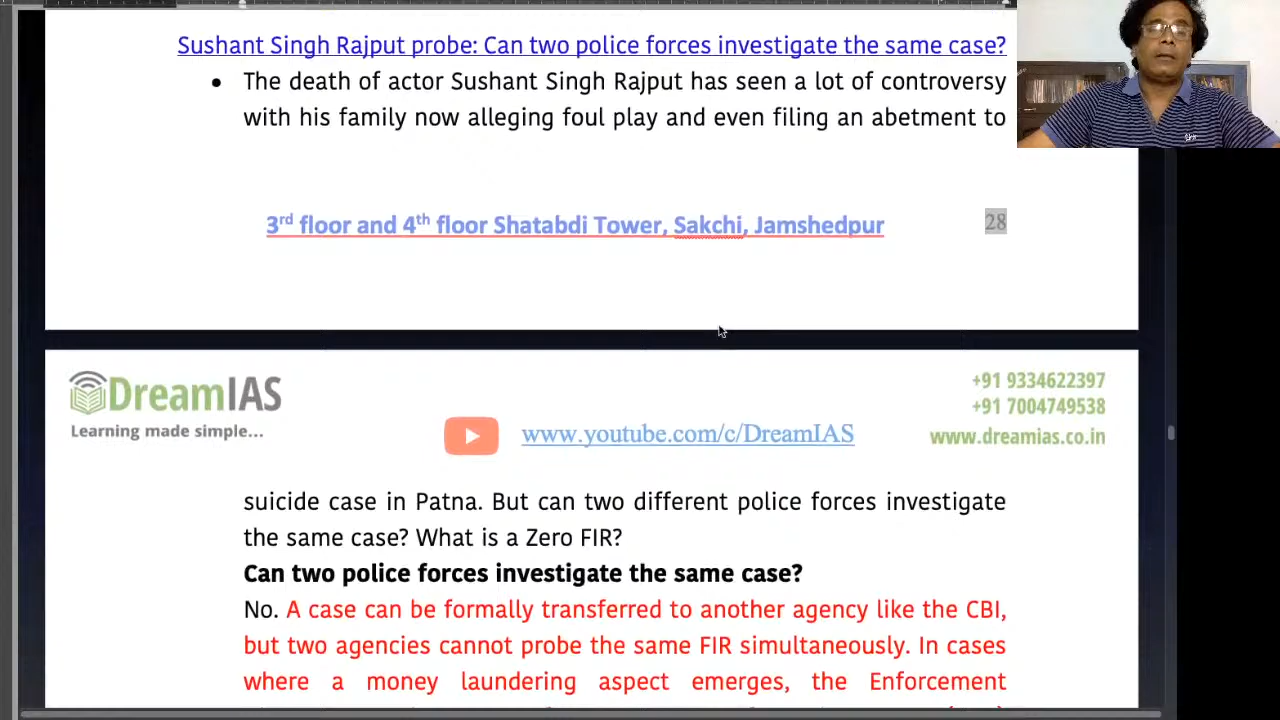 Sushant Singh Rajput probe: Can two police forces investigate the same case?
• The death of actor Sushant Singh Rajput has seen a lot of controversy
with his family now alleging foul play and even filing an abetment to
3rd floor and 4th floor Shatabdi Tower, Sakchi, Jamshedpur
28
DreamIAS
Learning made simple...
www.youtube.com/c/DreamIAS
+91 9334622397
+91 7004749538
www.dreamias.co.in
suicide case in Patna. But can two different police forces investigate
the same case? What is a Zero FIR?
Can two police forces investigate the same case?
No. A case can be formally transferred to another agency like the CBI,
but two agencies cannot probe the same FIR simultaneously. In cases
where a money laundering aspect emerges, the Enforcement